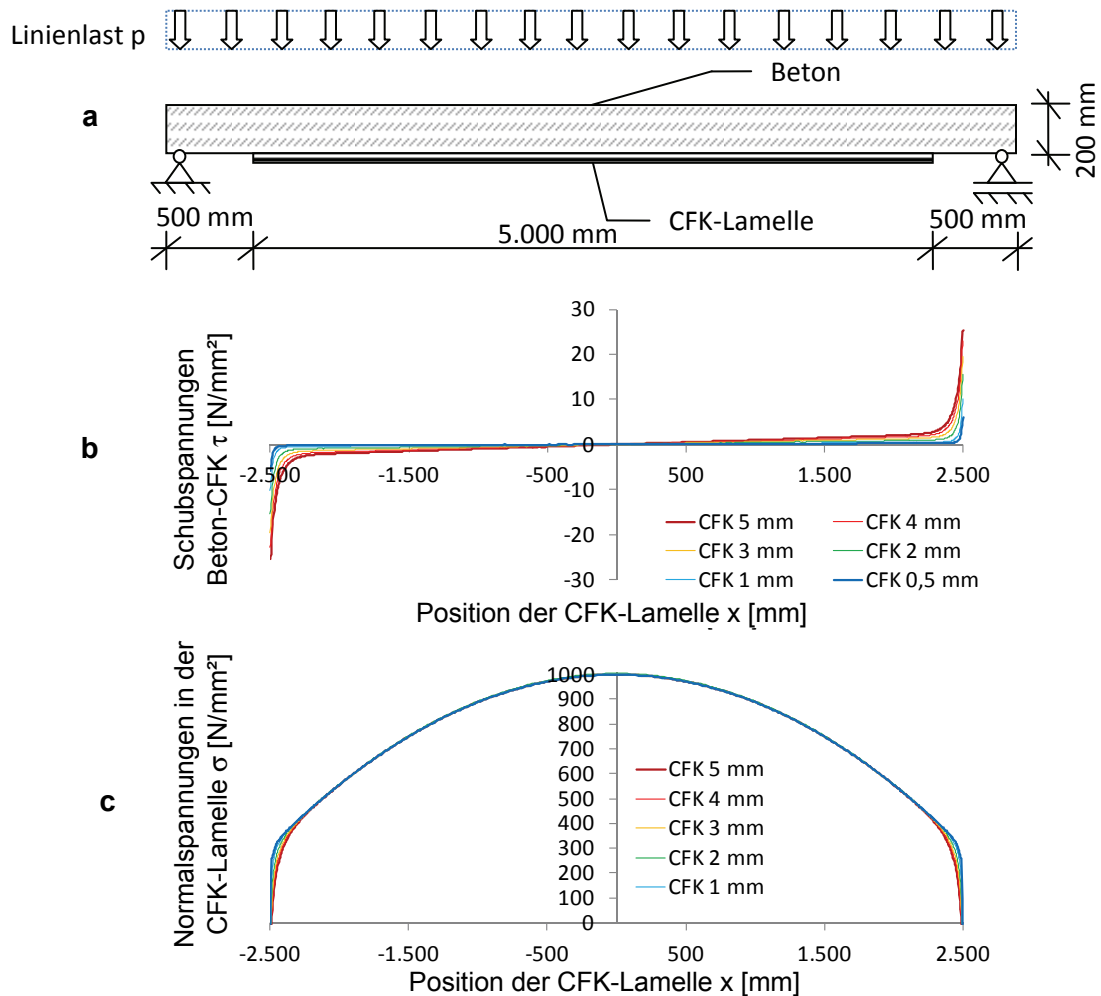 Linienlast p
Beton
a
200 mm
CFK-Lamelle
500 mm
5.000 mm
500 mm
b
Schubspannungen
Beton-CFK τ [N/mm²]
30
20
10
0
-10
-20
-30
-2.500
-1.500
-500
500
1.500
2.500
CFK 5 mm
CFK 4 mm
CFK 3 mm
CFK 2 mm
CFK 1 mm
CFK 0,5 mm
Position der CFK-Lamelle x [mm]
c
Normalspannungen in der
CFK-Lamelle σ [N/mm²]
1000
900
800
700
600
500
400
300
200
100
0
CFK 5 mm
CFK 4 mm
CFK 3 mm
CFK 2 mm
CFK 1 mm
-2.500
-1.500
-500
500
1.500
2.500
Position der CFK-Lamelle x [mm]